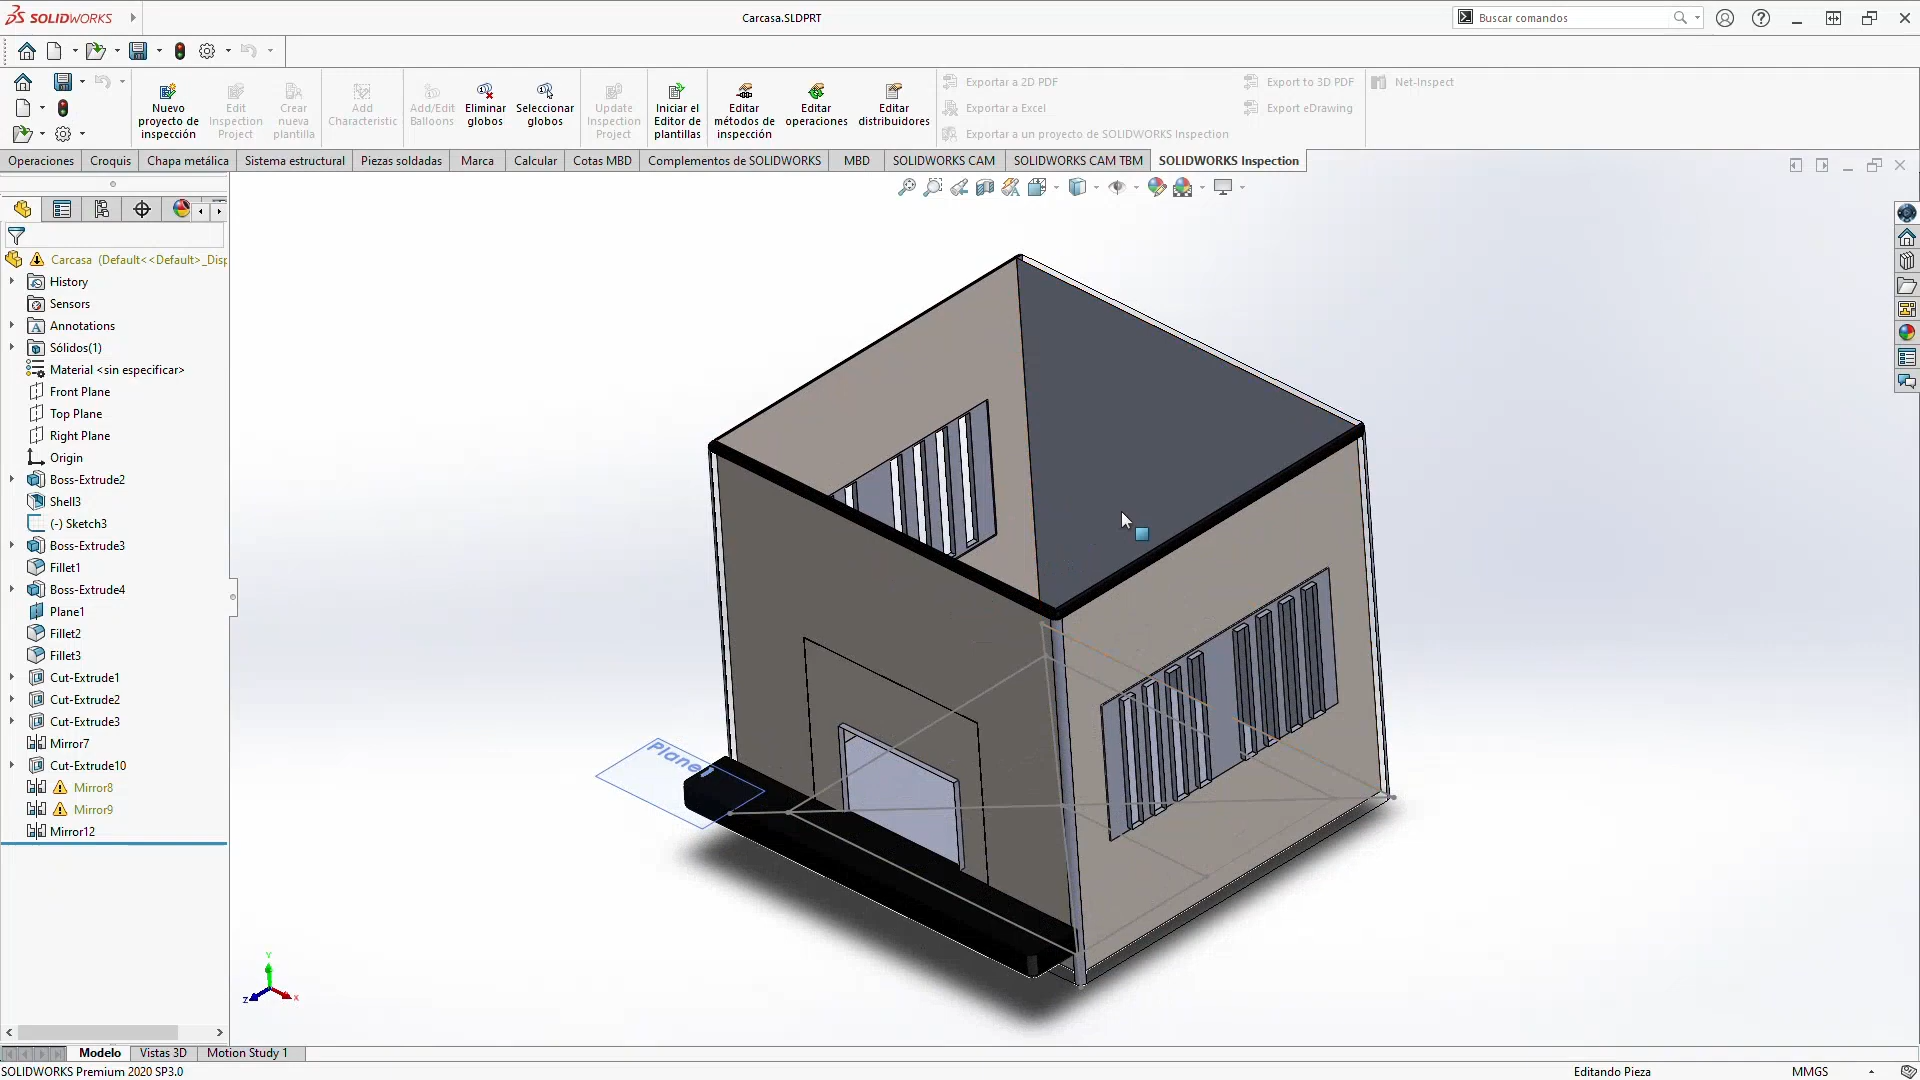 SOLIDWORKS
Carcasa.SLDPRT
Buscar comandos
Nuevo proyecto de inspección
Edit Inspection Project
Crear nueva plantilla
Add Characteristic
Add/Edit Balloons
Eliminar globos
Seleccionar globos
Update Inspection Project
Iniciar el Editor de plantillas
Editar métodos de inspección
Editar operaciones
Editar distribuidores
Exportar a 2D PDF
Exportar a Excel
Exportar a un proyecto de SOLIDWORKS Inspection
Export to 3D PDF
Export eDrawing
Net-Inspect
Operaciones
Croquis
Chapa metálica
Sistema estructural
Piezas soldadas
Marca
Calcular
Cotas MBD
Complementos de SOLIDWORKS
MBD
SOLIDWORKS CAM
SOLIDWORKS CAM TBM
SOLIDWORKS Inspection
Carcasa (Default<<Default>_Disp
History
Sensors
Annotations
Sólidos(1)
Material <sin especificar>
Front Plane
Top Plane
Right Plane
Origin
Boss-Extrude2
Shell3
(-) Sketch3
Boss-Extrude3
Fillet1
Boss-Extrude4
Plane1
Fillet2
Fillet3
Cut-Extrude1
Cut-Extrude2
Cut-Extrude3
Mirror7
Cut-Extrude10
Mirror8
Mirror9
Mirror12
Plane1
Y
Z
X
Modelo
Vistas 3D
Motion Study 1
SOLIDWORKS Premium 2020 SP3.0
Editando Pieza
MMGS